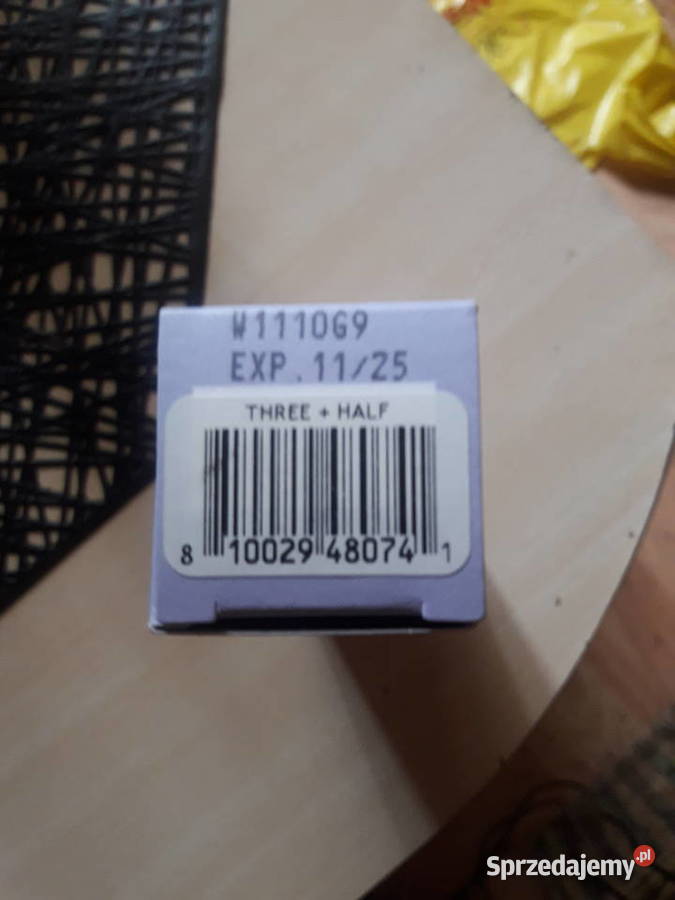 W1110G9
EXP. 11/25
THREE + HALF
8 10029 48074 1
Sprzedajemy.pl